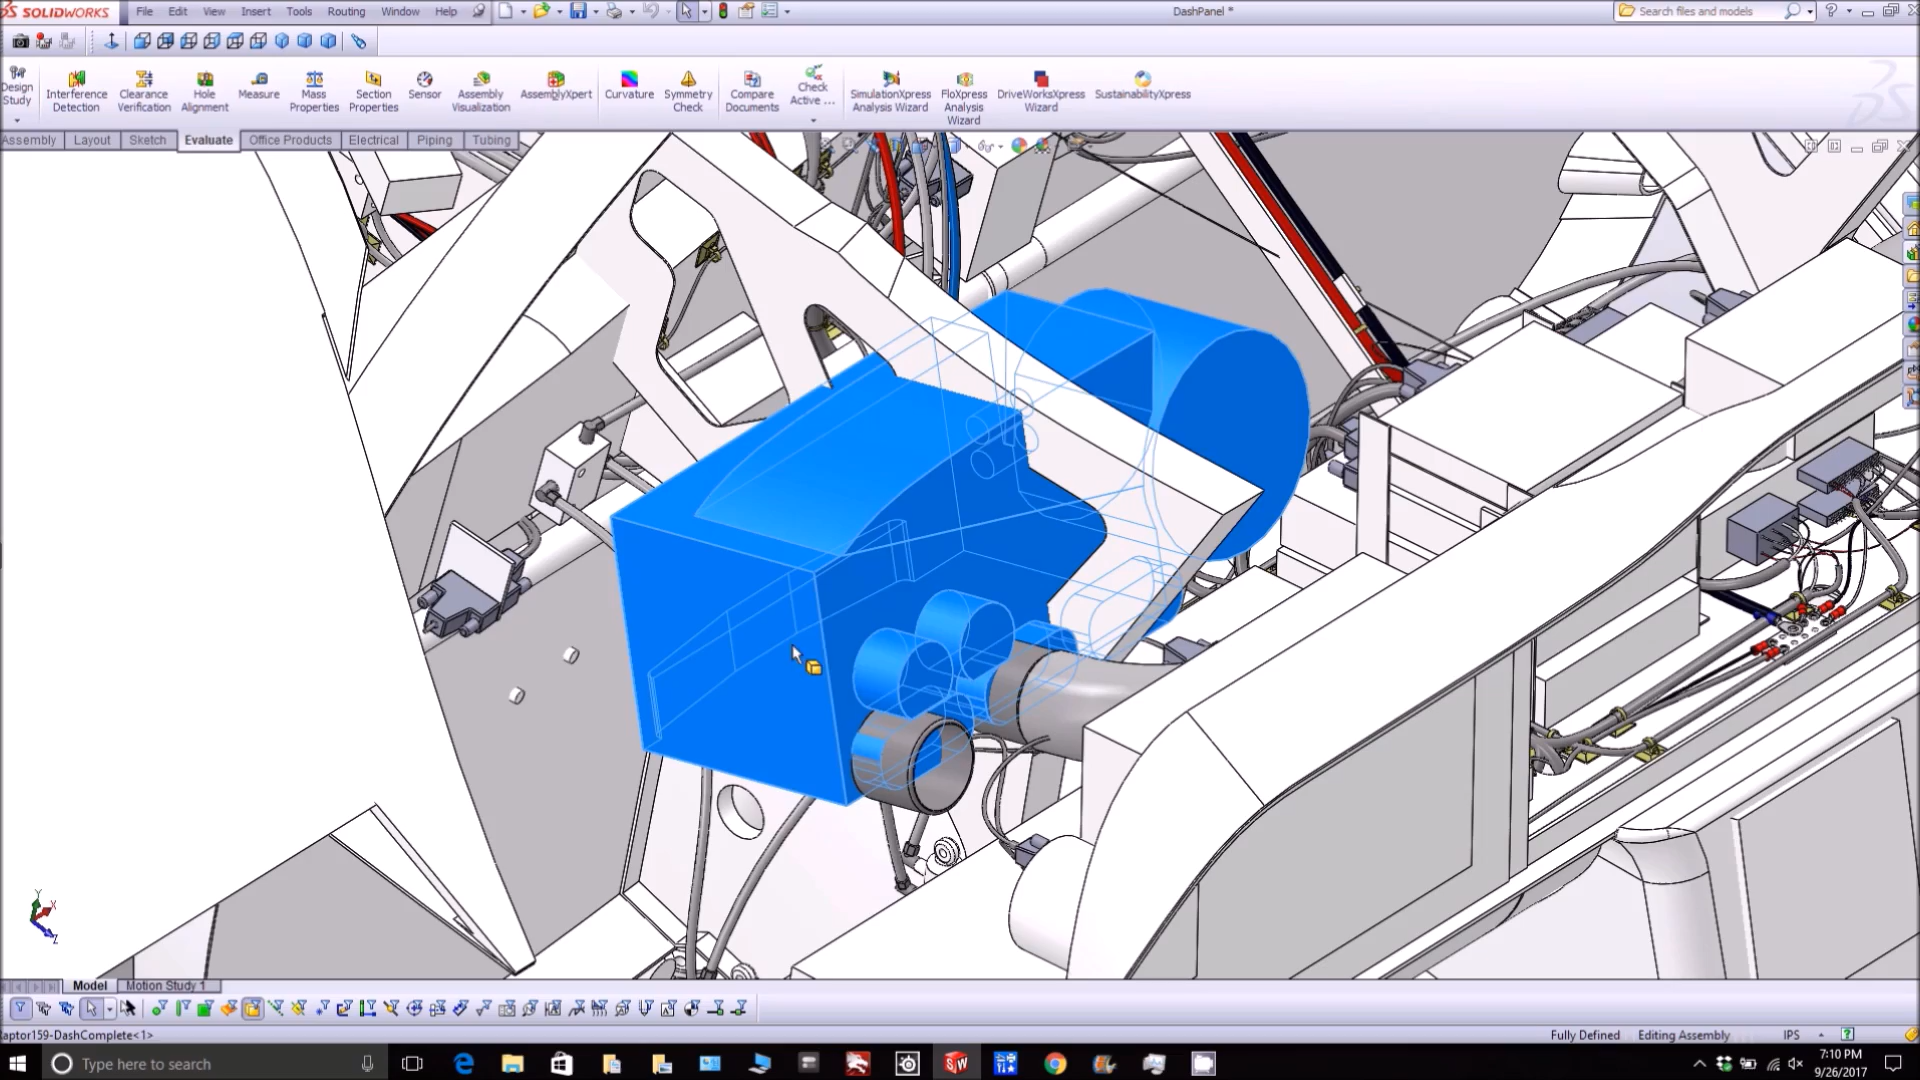 SOLIDWORKS File Edit View Insert Tools Routing Window Help DashPanel * Search files and models
Design Study
Interference Detection
Clearance Verification
Hole Alignment
Measure
Mass Properties
Section Properties
Sensor
Assembly Visualization
AssemblyXpert
Curvature
Symmetry Check
Compare Documents
Check Active ...
SimulationXpress Analysis Wizard
FloXpress Analysis Wizard
DriveWorksXpress Wizard
SustainabilityXpress
Assembly Layout Sketch Evaluate Office Products Electrical Piping Tubing
Y
X
Z
Model Motion Study 1
aptor159-DashComplete<1> Fully Defined Editing Assembly IPS
Type here to search
SW
7:10 PM
9/26/2017